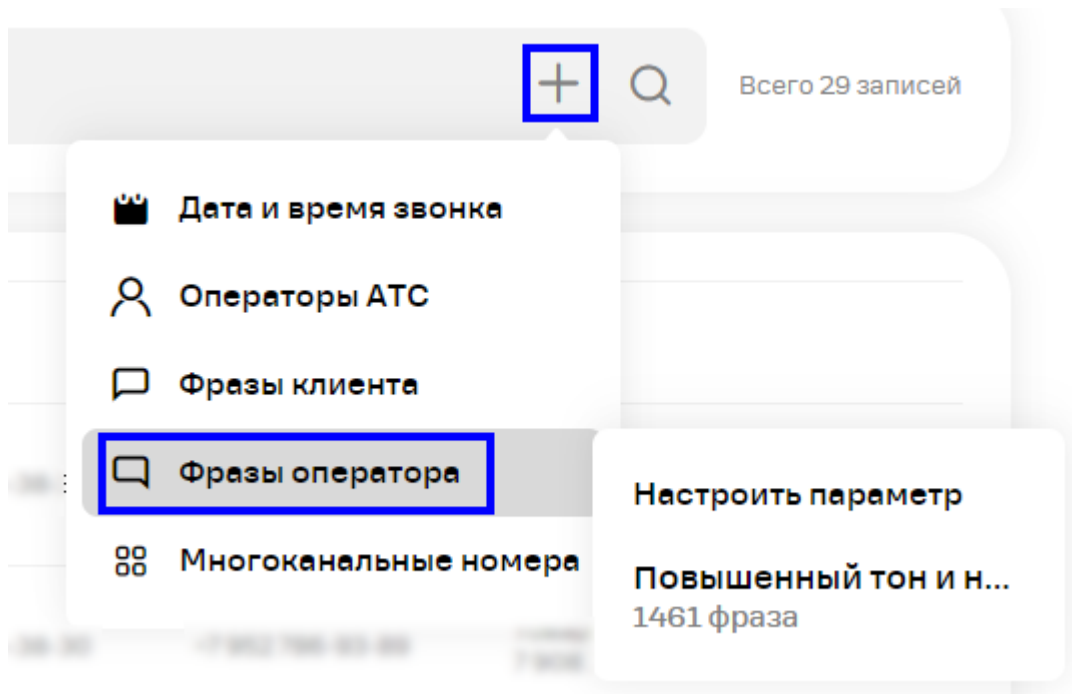 Всего 29 записей
Дата и время звонка
Операторы АТС
Фразы клиента
Фразы оператора
Многоканальные номера
Настроить параметр
Повышенный тон и н...
1461 фраза